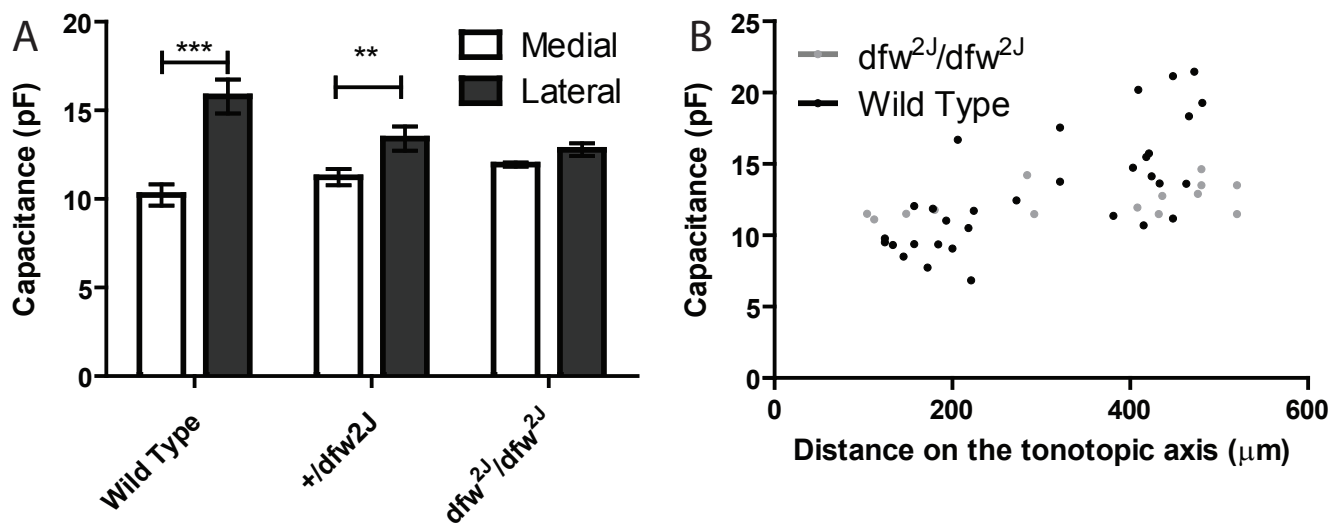 A
Capacitance (pF)
20
15
10
5
0
***
**
Medial
Lateral
Wild Type
+/dfw2J
dfw²ᴶ/dfw²ᴶ
B
Capacitance (pF)
25
20
15
10
5
0
dfw²ᴶ/dfw²ᴶ
Wild Type
0 200 400 600
Distance on the tonotopic axis (μm)